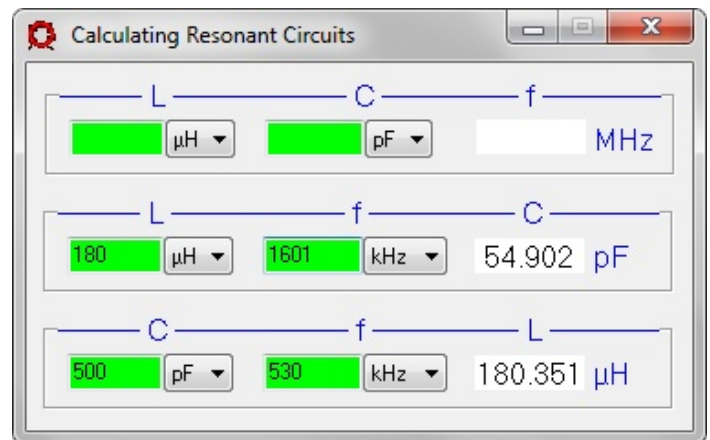 Calculating Resonant Circuits
L C f
µH pF MHz
L f C
180 µH 1601 kHz 54.902 pF
C f L
500 pF 530 kHz 180.351 µH